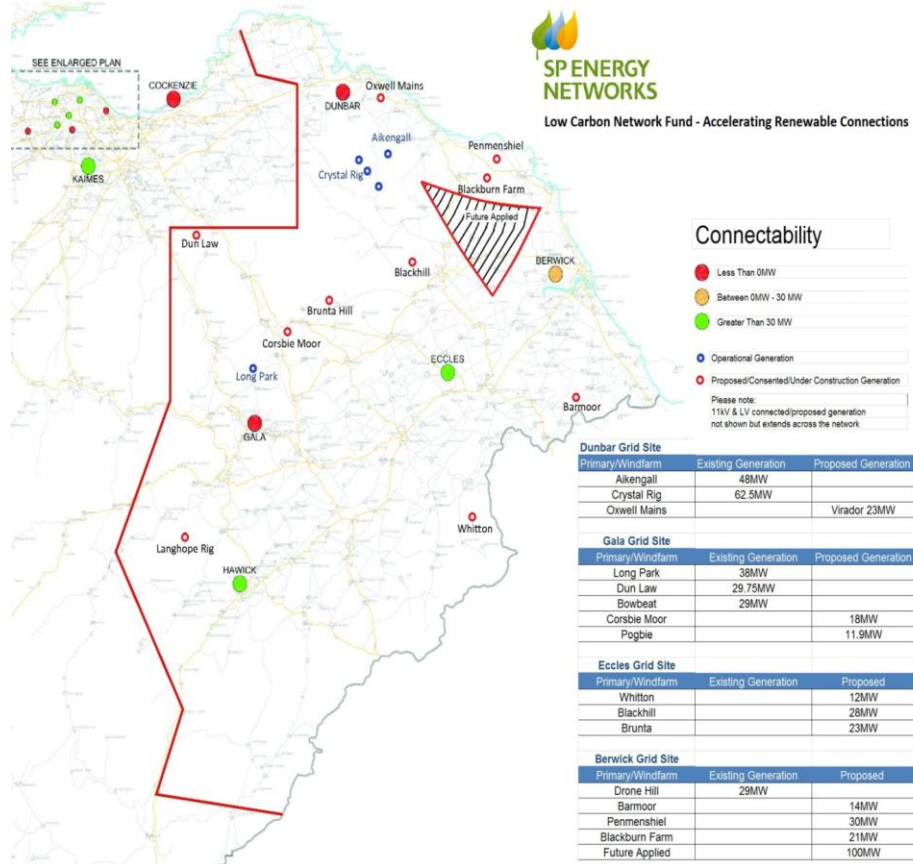 SP ENERGY
NETWORKS
Low Carbon Network Fund - Accelerating Renewable Connections
SEE ENLARGED PLAN
COCKENZIE
DUNBAR
Oxwell Mains
Aikengall
Crystal Rig
KAIMES
Penmenshiel
Blackburn Farm
Future Applied
Dun Law
Blackhill
BERWICK
Brunta Hill
Corsbie Moor
ECCLES
Long Park
Barmoor
GALA
Whitton
Langhope Rig
HAWICK
Connectability
Less Than 0MW
Between 0MW - 30 MW
Greater Than 30 MW
Operational Generation
Proposed/Consented/Under Construction Generation
Please note:
11kV & LV connected/proposed generation
not shown but extends across the network
Dunbar Grid Site
Primary/Windfarm Existing Generation Proposed Generation
Aikengall 48MW
Crystal Rig 62.5MW
Oxwell Mains Virador 23MW
Gala Grid Site
Primary/Windfarm Existing Generation Proposed Generation
Long Park 38MW
Dun Law 29.75MW
Bowbeat 29MW
Corsbie Moor 18MW
Pogbie 11.9MW
Eccles Grid Site
Primary/Windfarm Existing Generation Proposed
Whitton 12MW
Blackhill 28MW
Brunta 23MW
Berwick Grid Site
Primary/Windfarm Existing Generation Proposed
Drone Hill 29MW
Barmoor 14MW
Penmenshiel 30MW
Blackburn Farm 21MW
Future Applied 100MW